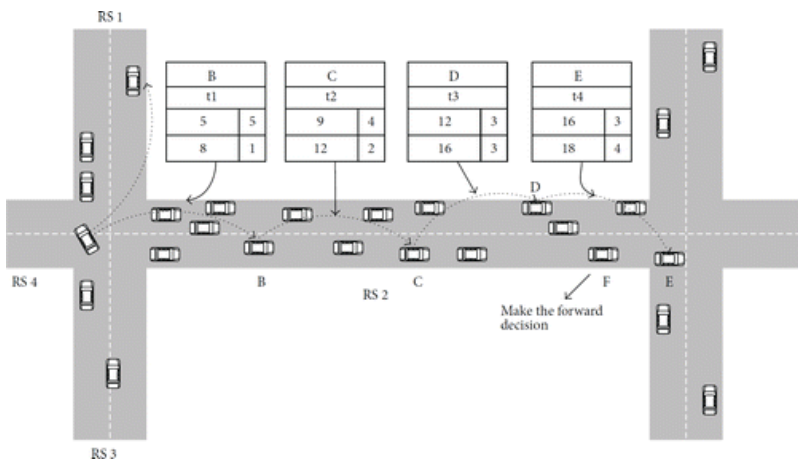 RS 1
B
t1
5 5
8 1
C
t2
9 4
12 2
D
t3
12 3
16 3
E
t4
16 3
18 4
D
RS 4
B
RS 2
C
F
E
Make the forward
decision
RS 3